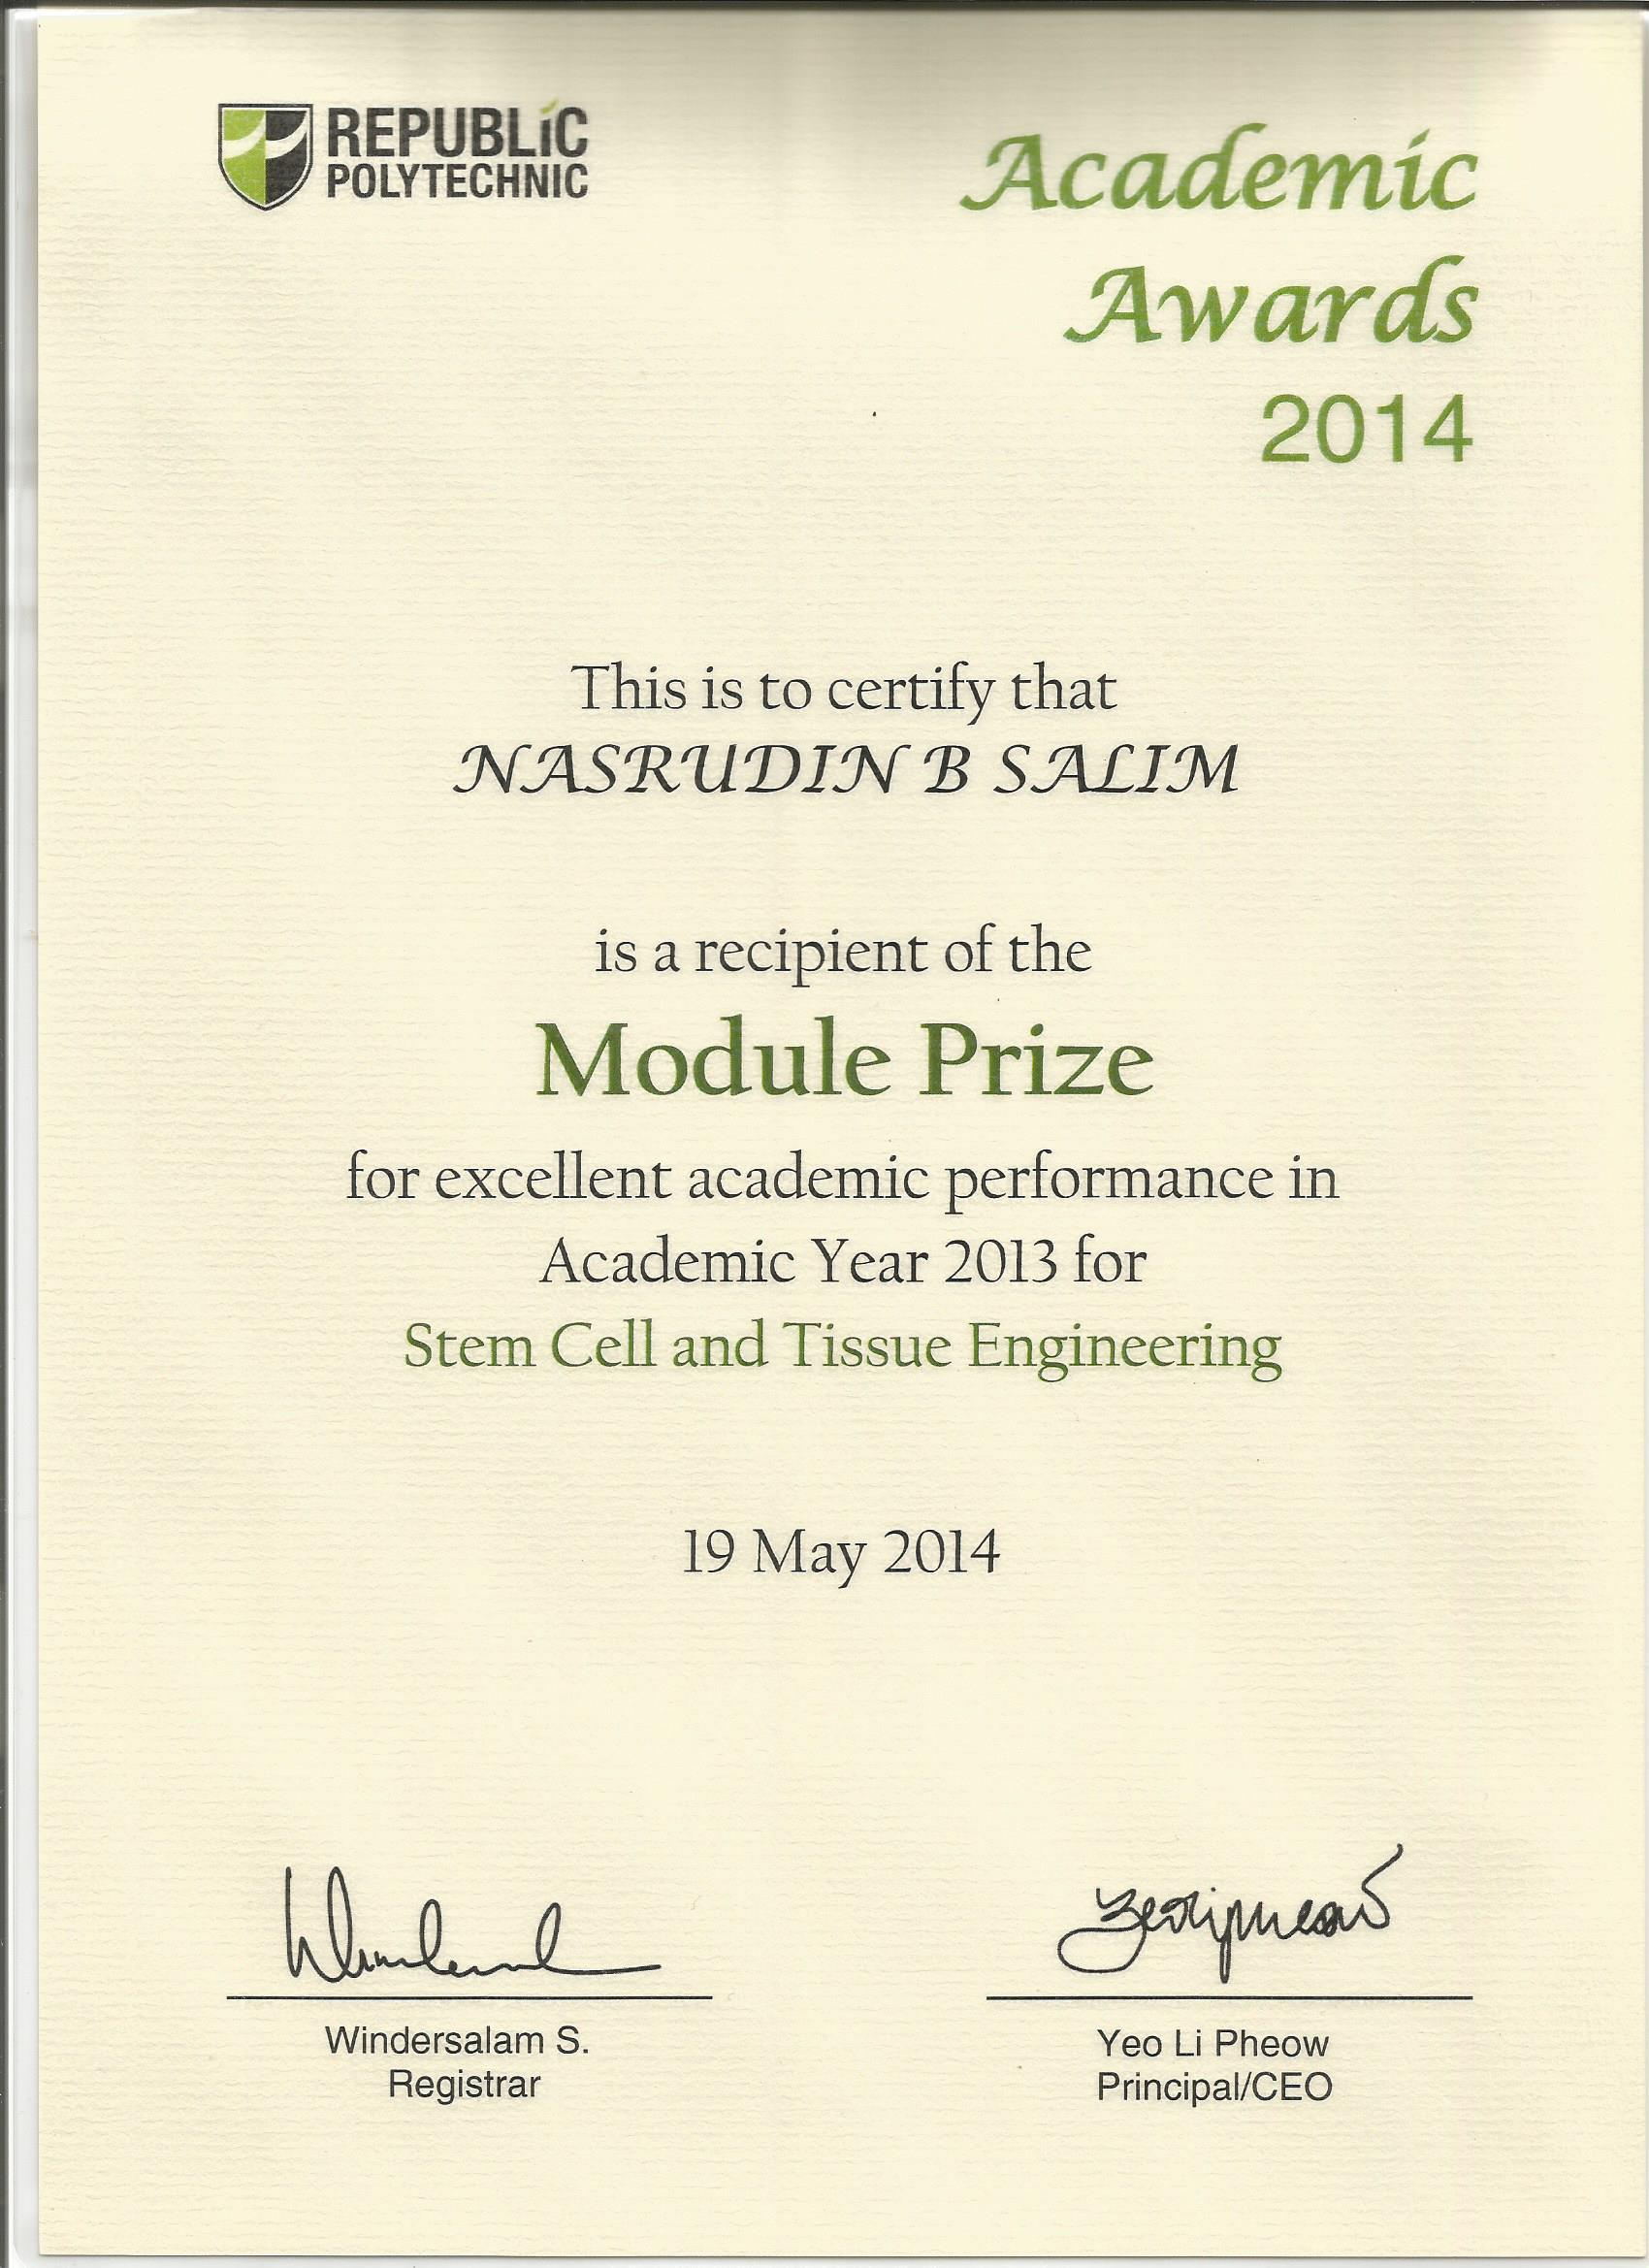 REPUBLIC
POLYTECHNIC
Academic
Awards
2014
This is to certify that
NASRUDIN B SALIM
is a recipient of the
Module Prize
for excellent academic performance in
Academic Year 2013 for
Stem Cell and Tissue Engineering
19 May 2014
Windersalam S.
Registrar
Yeo Li Pheow
Principal/CEO